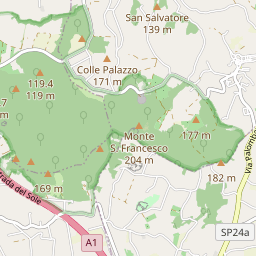 San Salvatore
139 m
Colle Palazzo
171 m
119.4
119 m
7
m
Monte
S. Francesco
204 m
177 m
182 m
169 m
Via Palomba
rada del Sole
A1
SP24a